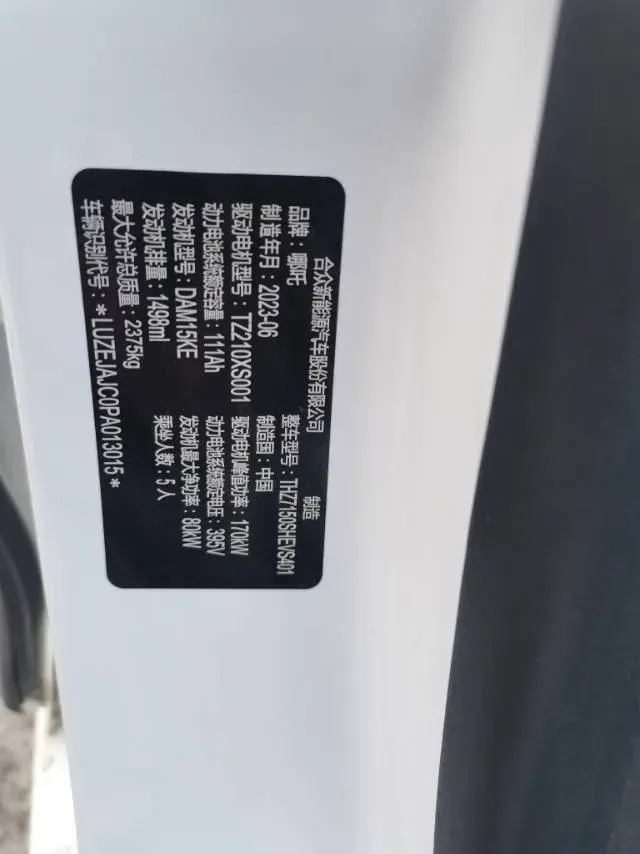 合众新能源汽车股份有限公司 制造
品牌：哪吒 整车型号：THZ7150SHEVS401
制造年月：2023-06 制造国：中国
驱动电机型号：TZ210XS001 驱动电机峰值功率：170kW
动力电池系统额定容量：111Ah 动力电池系统额定电压：395V
发动机型号：DAM15KE 发动机最大净功率：80kW
发动机排量：1498ml 乘坐人数：5人
最大允许总质量：2375kg
车辆识别代号：*LUZEJAJC0PA013015*